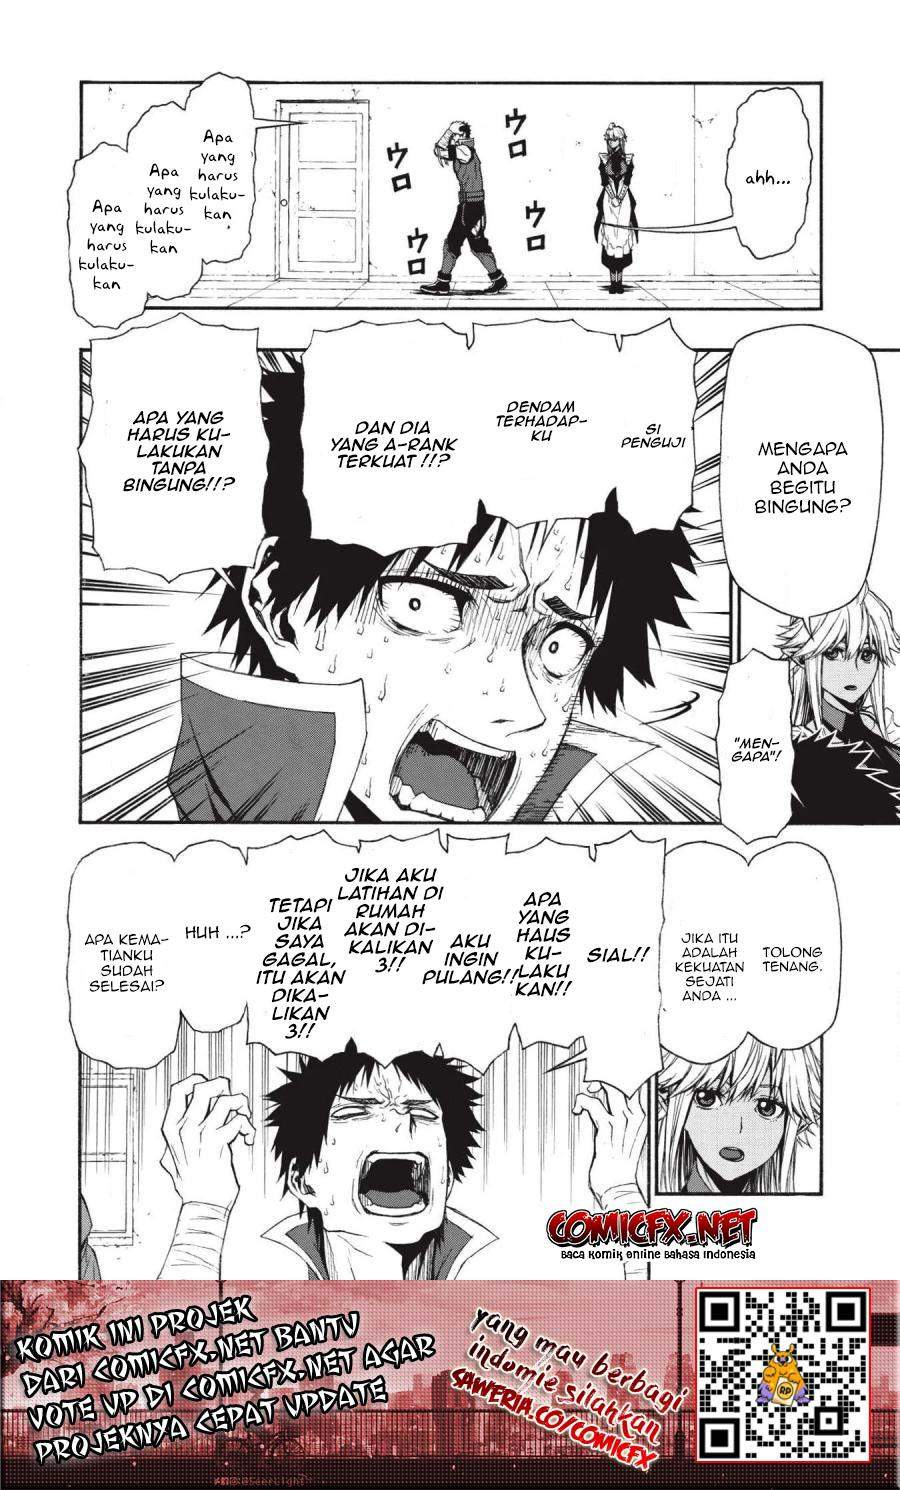 ahh...
ウロ
ウロ
ウロ
ウロ
Apa
yang
harus
kulaku-
kan
Apa
yang
harus
kulaku-
kan
Apa
yang
harus
kulaku-
kan
MENGAPA
ANDA
BEGITU
BINGUNG?
"MEN-
GAPA"!
SI
PENGUJI
DENDAM
TERHADAP-
KU
DAN DIA
YANG A-RANK
TERKUAT !!?
APA YANG
HARUS KU-
LAKUKAN
TANPA
BINGUNG!!?
TOLONG
TENANG.
JIKA ITU
ADALAH
KEKUATAN
SEJATI
ANDA ...
SIAL!!
APA
YANG
HAUS
KU-
LAKU
KAN!!
AKU
INGIN
PULANG!!
JIKA AKU
LATIHAN DI
RUMAH
AKAN DI-
KALIKAN
3!!
TETAPI
JIKA
SAYA
GAGAL,
ITU AKAN
DIKA-
LIKAN
3!!
HUH ...?
APA KEMA-
TIANKU
SUDAH
SELESAI?
COMICFX.NET
Baca komik online Bahasa Indonesia
KOMIK INI PROJEK
DARI COMICFX.NET BANTU
VOTE UP DI COMICFX.NET AGAR
PROJEKNYA CEPAT UPDATE
yang mau berbagi
indomie silahkan
SAWERIA.CO/COMICFX
RP
@seerlight